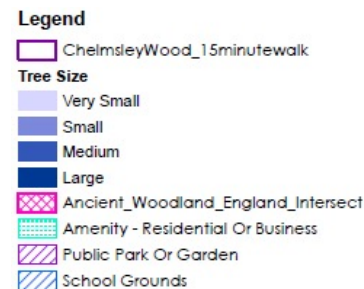 Legend
ChelmsleyWood_15minutewalk
Tree Size
Very Small
Small
Medium
Large
Ancient_Woodland_England_Intersect
Amenity - Residential Or Business
Public Park Or Garden
School Grounds